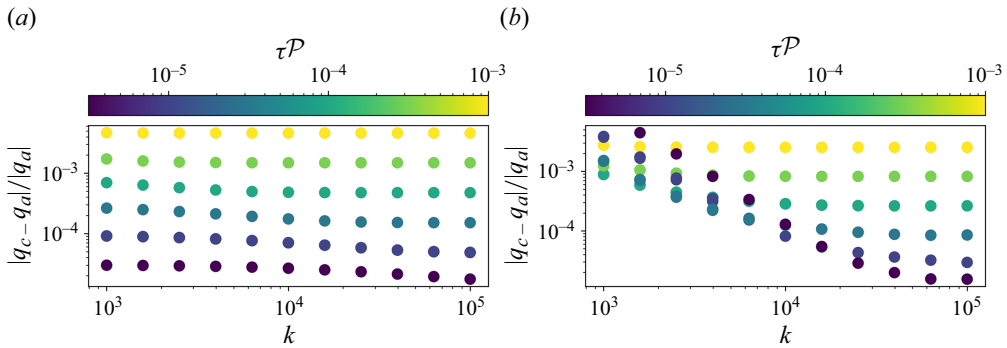 (a)
τ𝒫
10⁻⁵ 10⁻⁴ 10⁻³
|q_c – q_a|/|q_a|
10⁻³
10⁻⁴
10³ 10⁴ 10⁵
k
(b)
τ𝒫
10⁻⁵ 10⁻⁴ 10⁻³
|q_c – q_a|/|q_a|
10⁻³
10⁻⁴
10³ 10⁴ 10⁵
k